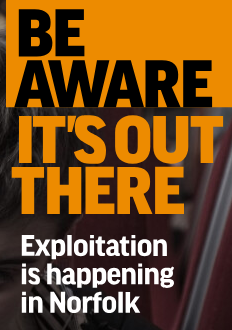 BE
AWARE
IT'S OUT
THERE
Exploitation
is happening
in Norfolk